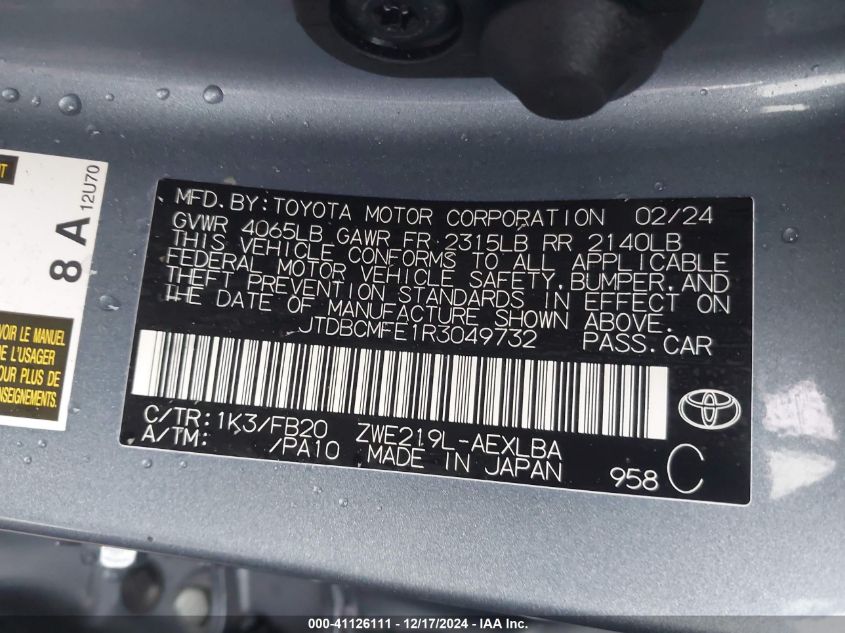 NT
8 A
12U70
VOIR LE MANUEL
DE L'USAGER
POUR PLUS DE
RENSEIGNEMENTS.
MFD. BY: TOYOTA MOTOR CORPORATION 02/24
GVWR 4065LB GAWR FR 2315LB RR 2140LB
THIS VEHICLE CONFORMS TO ALL APPLICABLE
FEDERAL MOTOR VEHICLE SAFETY, BUMPER, AND
THEFT PREVENTION STANDARDS IN EFFECT ON
THE DATE OF MANUFACTURE SHOWN ABOVE.
JTDBCMFE1R3049732 PASS. CAR
C/TR: 1K3/FB20 ZWE219L-AEXLBA
A/TM: /PA10 MADE IN JAPAN
958 C
000-41126111 - 12/17/2024 - IAA Inc.